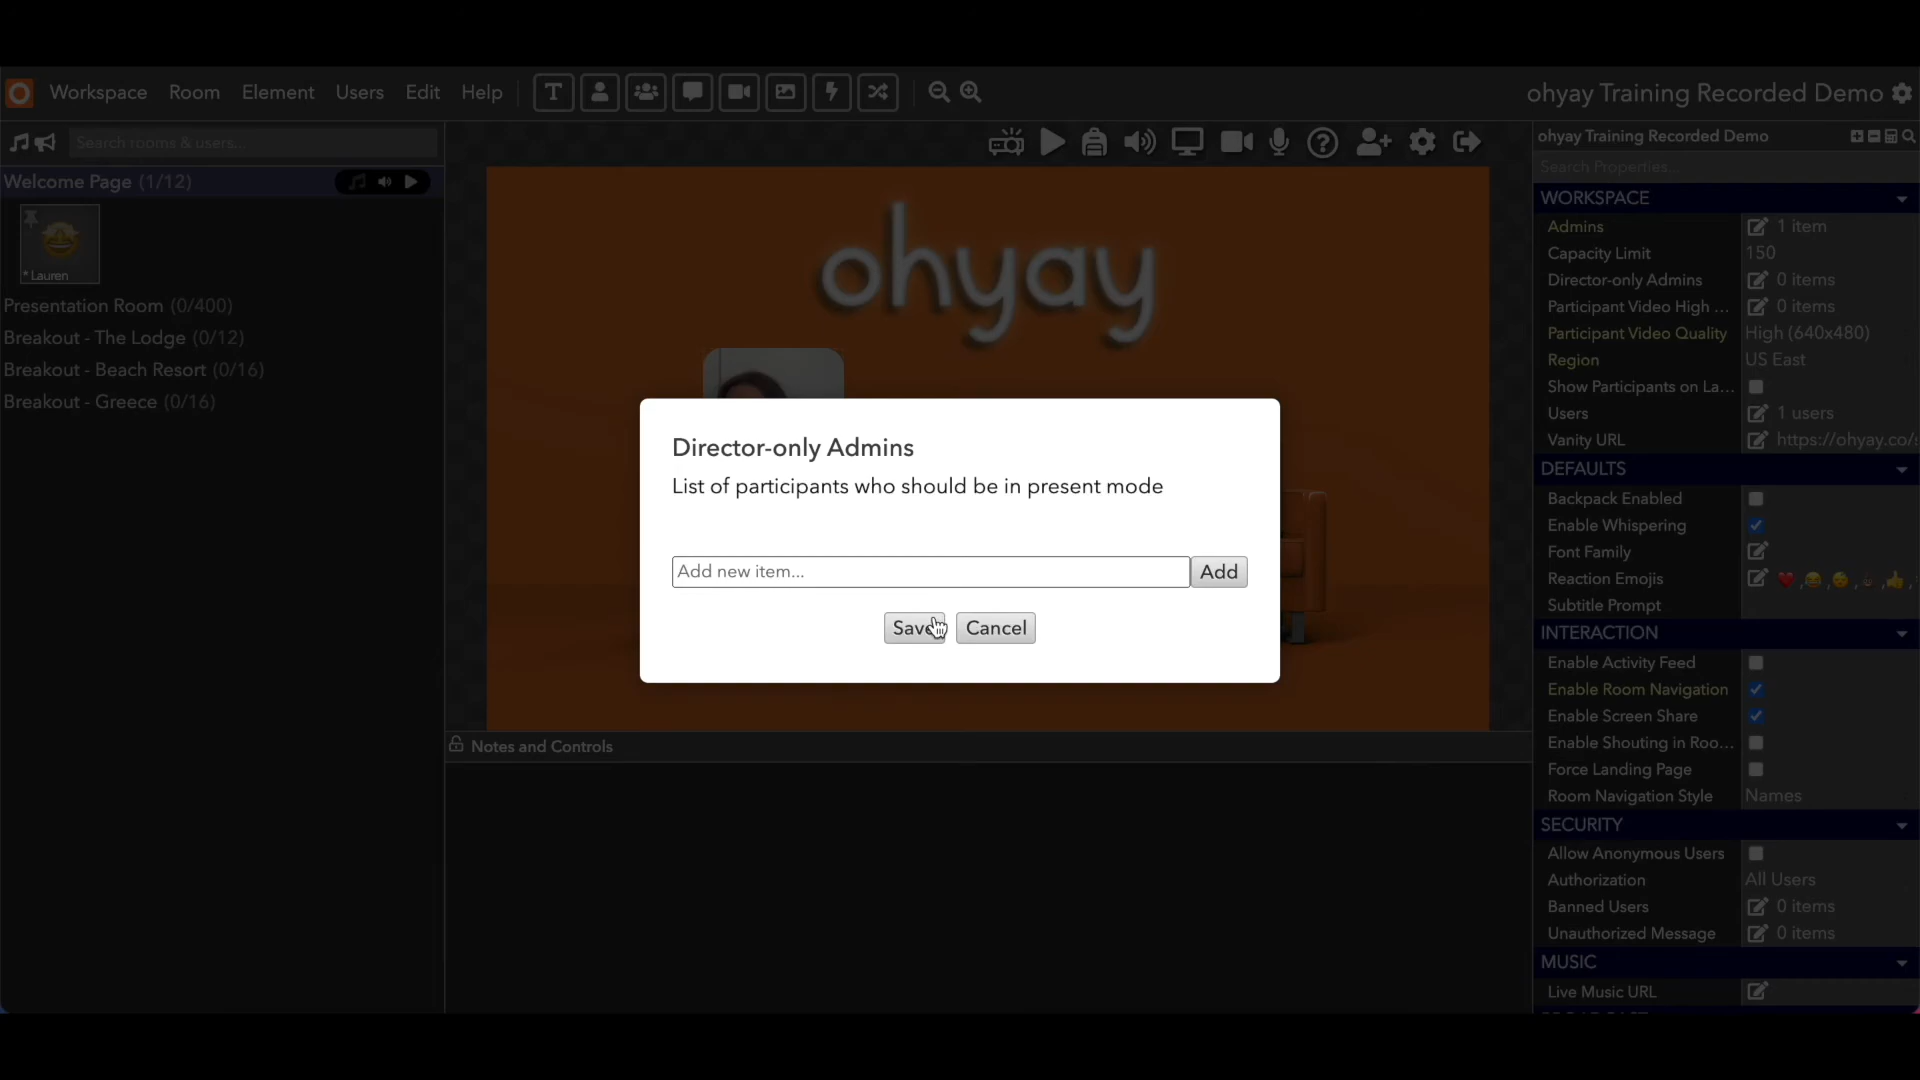 Workspace Room Element Users Edit Help
T
ohyay Training Recorded Demo
Search rooms & users...
Welcome Page (1/12)
* Lauren
Presentation Room (0/400)
Breakout - The Lodge (0/12)
Breakout - Beach Resort (0/16)
Breakout - Greece (0/16)
ohyay
Director-only Admins
List of participants who should be in present mode
Add new item...
Add
Save
Cancel
Notes and Controls
ohyay Training Recorded Demo
Search Properties...
WORKSPACE
Admins 1 item
Capacity Limit 150
Director-only Admins 0 items
Participant Video High ... 0 items
Participant Video Quality High (640x480)
Region US East
Show Participants on La...
Users 1 users
Vanity URL https://ohyay.co/s
DEFAULTS
Backpack Enabled
Enable Whispering
Font Family
Reaction Emojis ❤️,😂,😴,
Subtitle Prompt
INTERACTION
Enable Activity Feed
Enable Room Navigation
Enable Screen Share
Enable Shouting in Roo...
Force Landing Page
Room Navigation Style Names
SECURITY
Allow Anonymous Users
Authorization All Users
Banned Users 0 items
Unauthorized Message 0 items
MUSIC
Live Music URL